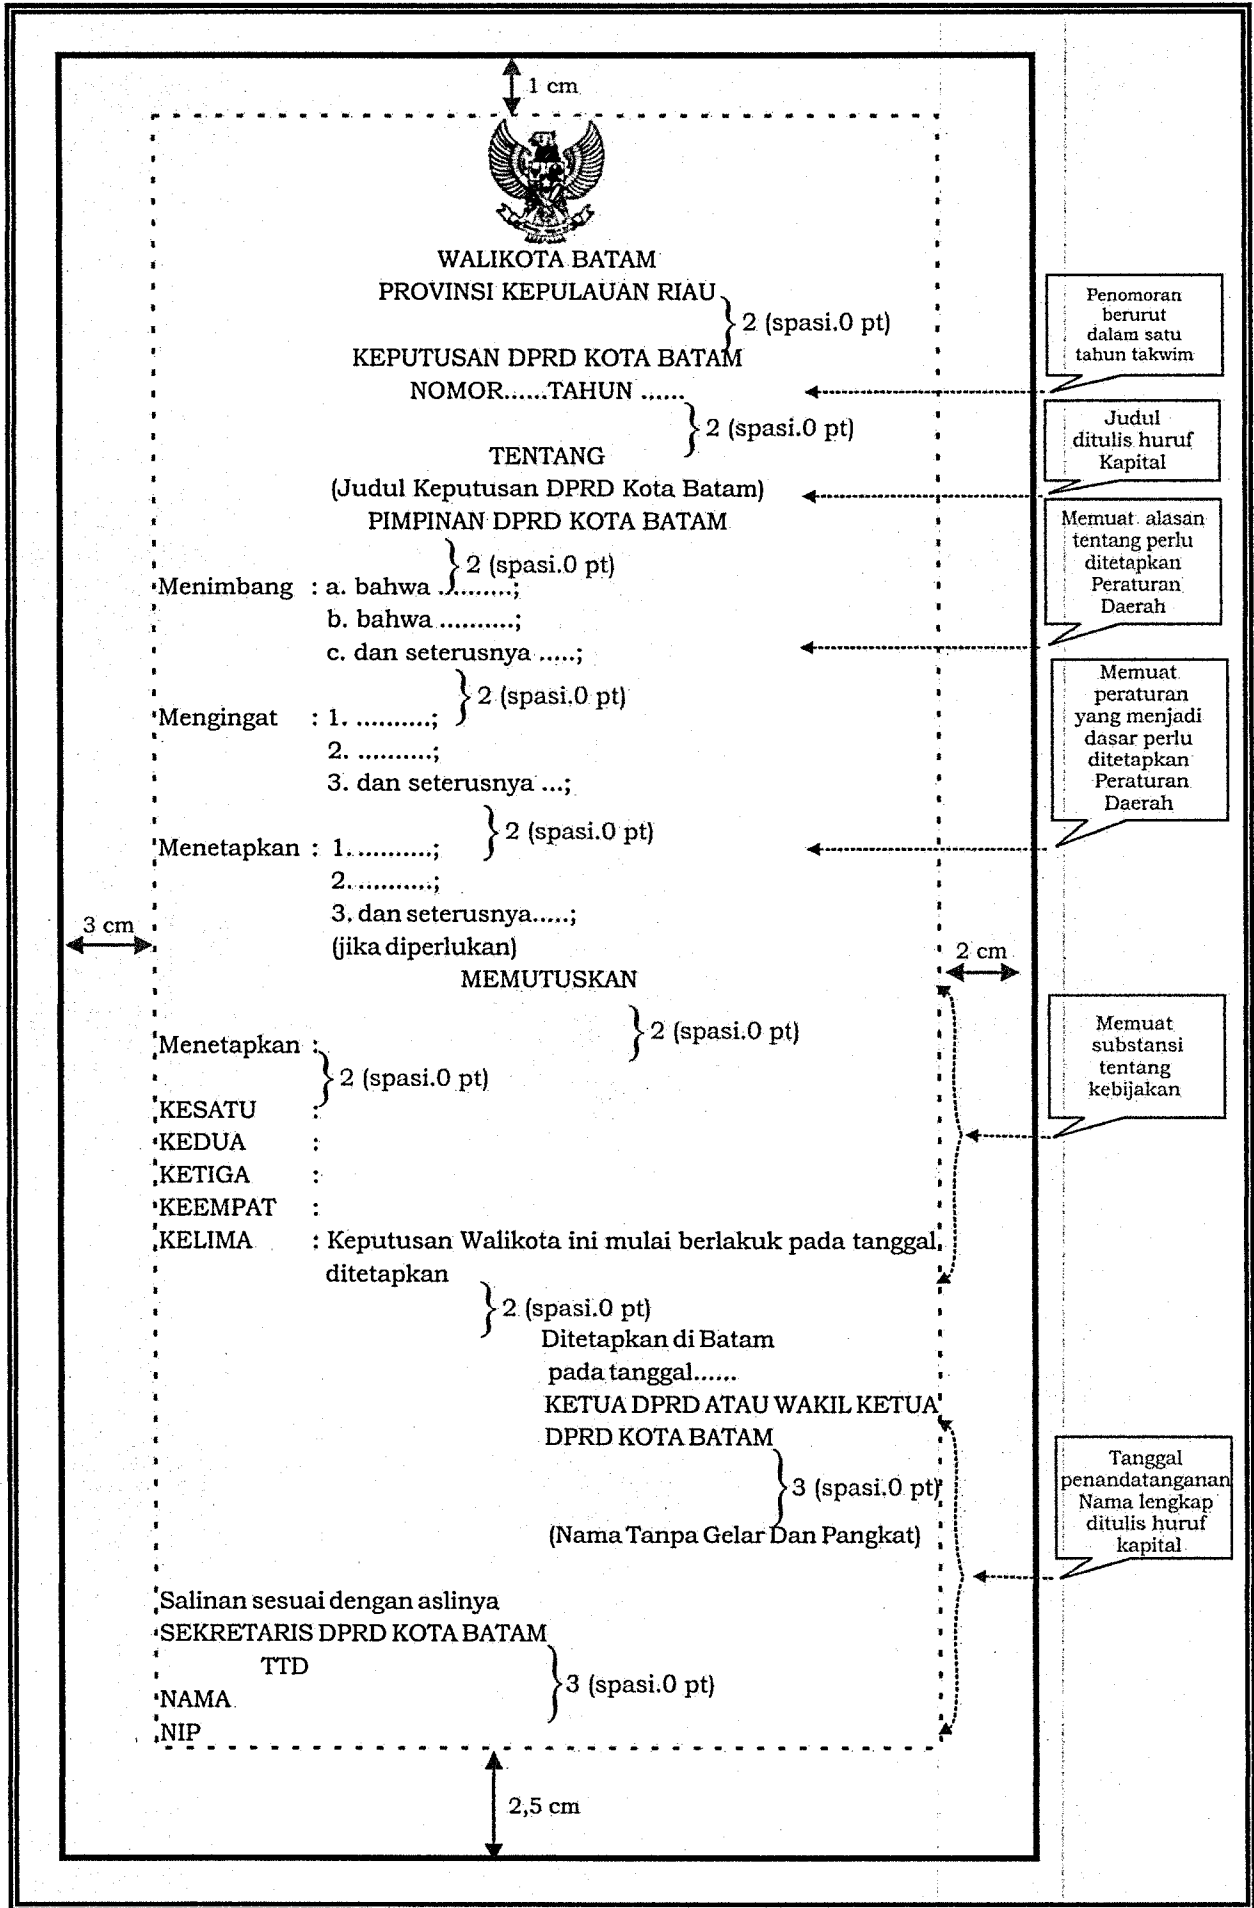 1 cm
WALIKOTA BATAM
PROVINSI KEPULAUAN RIAU
2 (spasi.0 pt)
KEPUTUSAN DPRD KOTA BATAM
NOMOR......TAHUN ......
2 (spasi.0 pt)
TENTANG
(Judul Keputusan DPRD Kota Batam)
PIMPINAN DPRD KOTA BATAM
2 (spasi.0 pt)
Menimbang : a. bahwa ..........;
b. bahwa ..........;
c. dan seterusnya .....;
2 (spasi.0 pt)
Mengingat : 1. ..........;
2. ..........;
3. dan seterusnya ...;
2 (spasi.0 pt)
Menetapkan : 1. ..........;
2. ..........;
3. dan seterusnya.....;
(jika diperlukan)
MEMUTUSKAN
2 (spasi.0 pt)
Menetapkan :
2 (spasi.0 pt)
KESATU :
KEDUA :
KETIGA :
KEEMPAT :
KELIMA : Keputusan Walikota ini mulai berlakuk pada tanggal
ditetapkan
2 (spasi.0 pt)
Ditetapkan di Batam
pada tanggal......
KETUA DPRD ATAU WAKIL KETUA
DPRD KOTA BATAM
3 (spasi.0 pt)
(Nama Tanpa Gelar Dan Pangkat)
Salinan sesuai dengan aslinya
SEKRETARIS DPRD KOTA BATAM
TTD
3 (spasi.0 pt)
NAMA
NIP
2,5 cm
3 cm
2 cm
Penomoran
berurut
dalam satu
tahun takwim
Judul
ditulis huruf
Kapital
Memuat alasan
tentang perlu
ditetapkan
Peraturan
Daerah
Memuat
peraturan
yang menjadi
dasar perlu
ditetapkan
Peraturan
Daerah
Memuat
substansi
tentang
kebijakan
Tanggal
penandatanganan
Nama lengkap
ditulis huruf
kapital